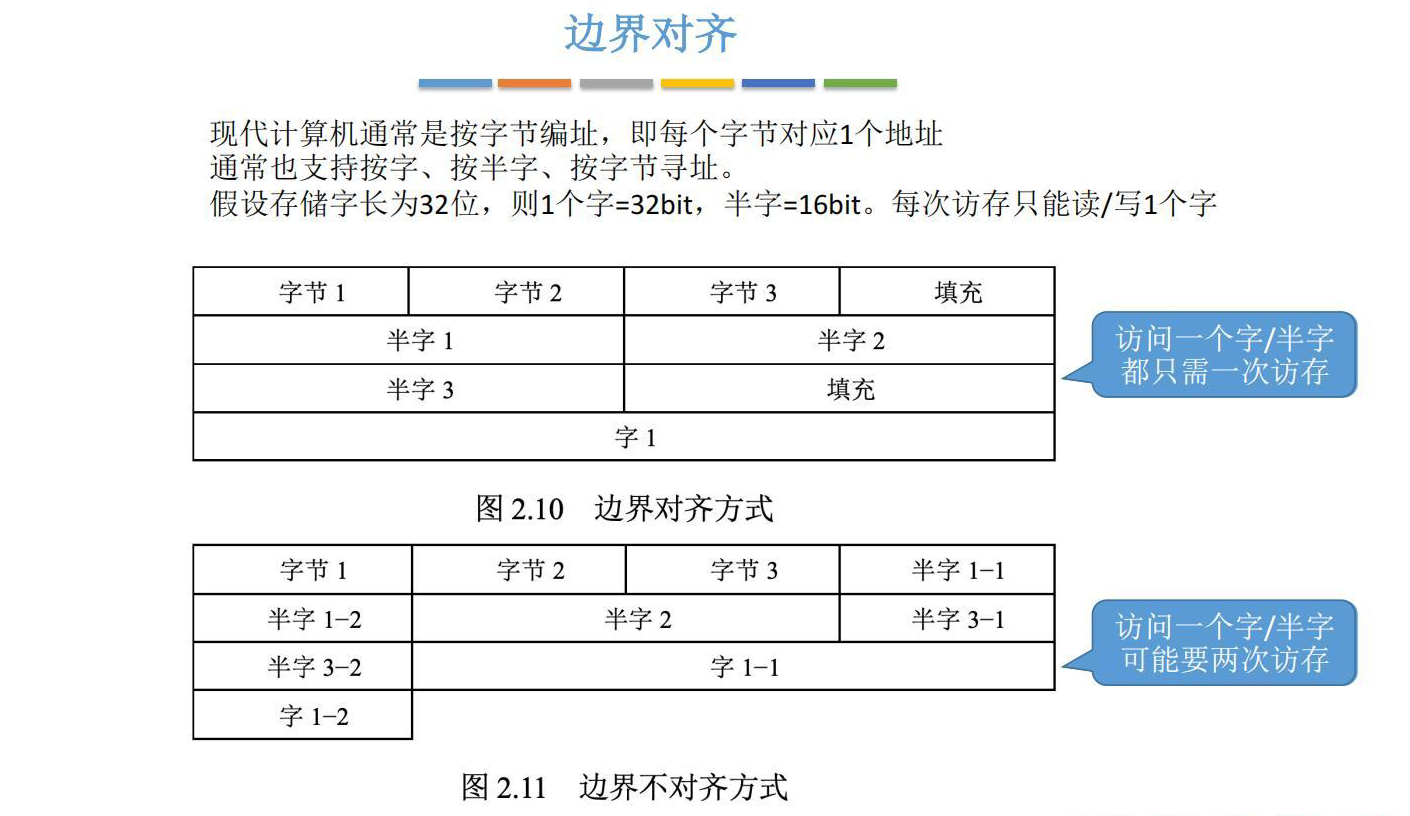 边界对齐
现代计算机通常是按字节编址，即每个字节对应1个地址
通常也支持按字、按半字、按字节寻址。
假设存储字长为32位，则1个字=32bit，半字=16bit。每次访存只能读/写1个字
字节 1 字节 2 字节 3 填充
半字 1 半字 2
半字 3 填充
字 1
访问一个字/半字
都只需一次访存
图 2.10 边界对齐方式
字节 1 字节 2 字节 3 半字 1-1
半字 1-2 半字 2 半字 3-1
半字 3-2 字 1-1
字 1-2
访问一个字/半字
可能要两次访存
图 2.11 边界不对齐方式